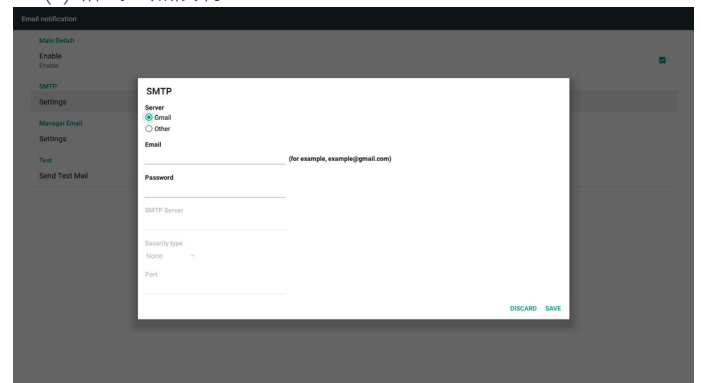 Email notification
Main Switch
Enable
Enable
SMTP
Settings
Manager Email
Settings
Test
Send Test Mail
SMTP
Server
Gmail
Other
Email
(for example, example@gmail.com)
Password
SMTP Server
Security type
None
Port
DISCARD SAVE